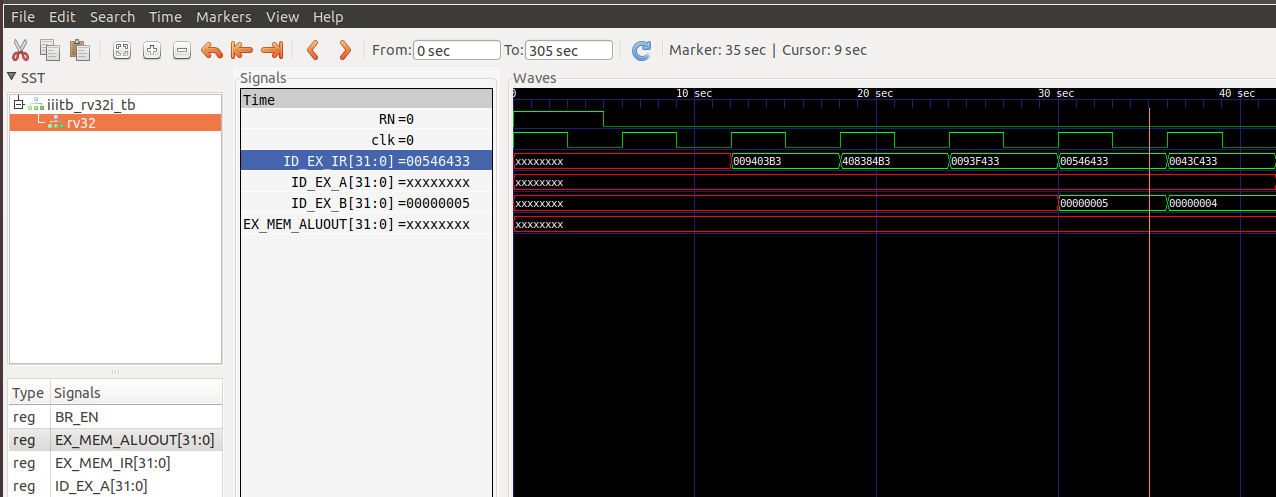 File Edit Search Time Markers View Help
From: 0 sec To: 305 sec Marker: 35 sec | Cursor: 9 sec
SST
iiitb_rv32i_tb
rv32
Type Signals
reg BR_EN
reg EX_MEM_ALUOUT[31:0]
reg EX_MEM_IR[31:0]
reg ID_EX_A[31:0]
Signals
Time
RN=0
clk=0
ID_EX_IR[31:0]=00546433
ID_EX_A[31:0]=xxxxxxxx
ID_EX_B[31:0]=00000005
EX_MEM_ALUOUT[31:0]=xxxxxxxx
Waves
0 10 sec 20 sec 30 sec 40 sec
xxxxxxxx 009403B3 408384B3 0093F433 00546433 0043C433
xxxxxxxx
xxxxxxxx 00000005 00000004
xxxxxxxx